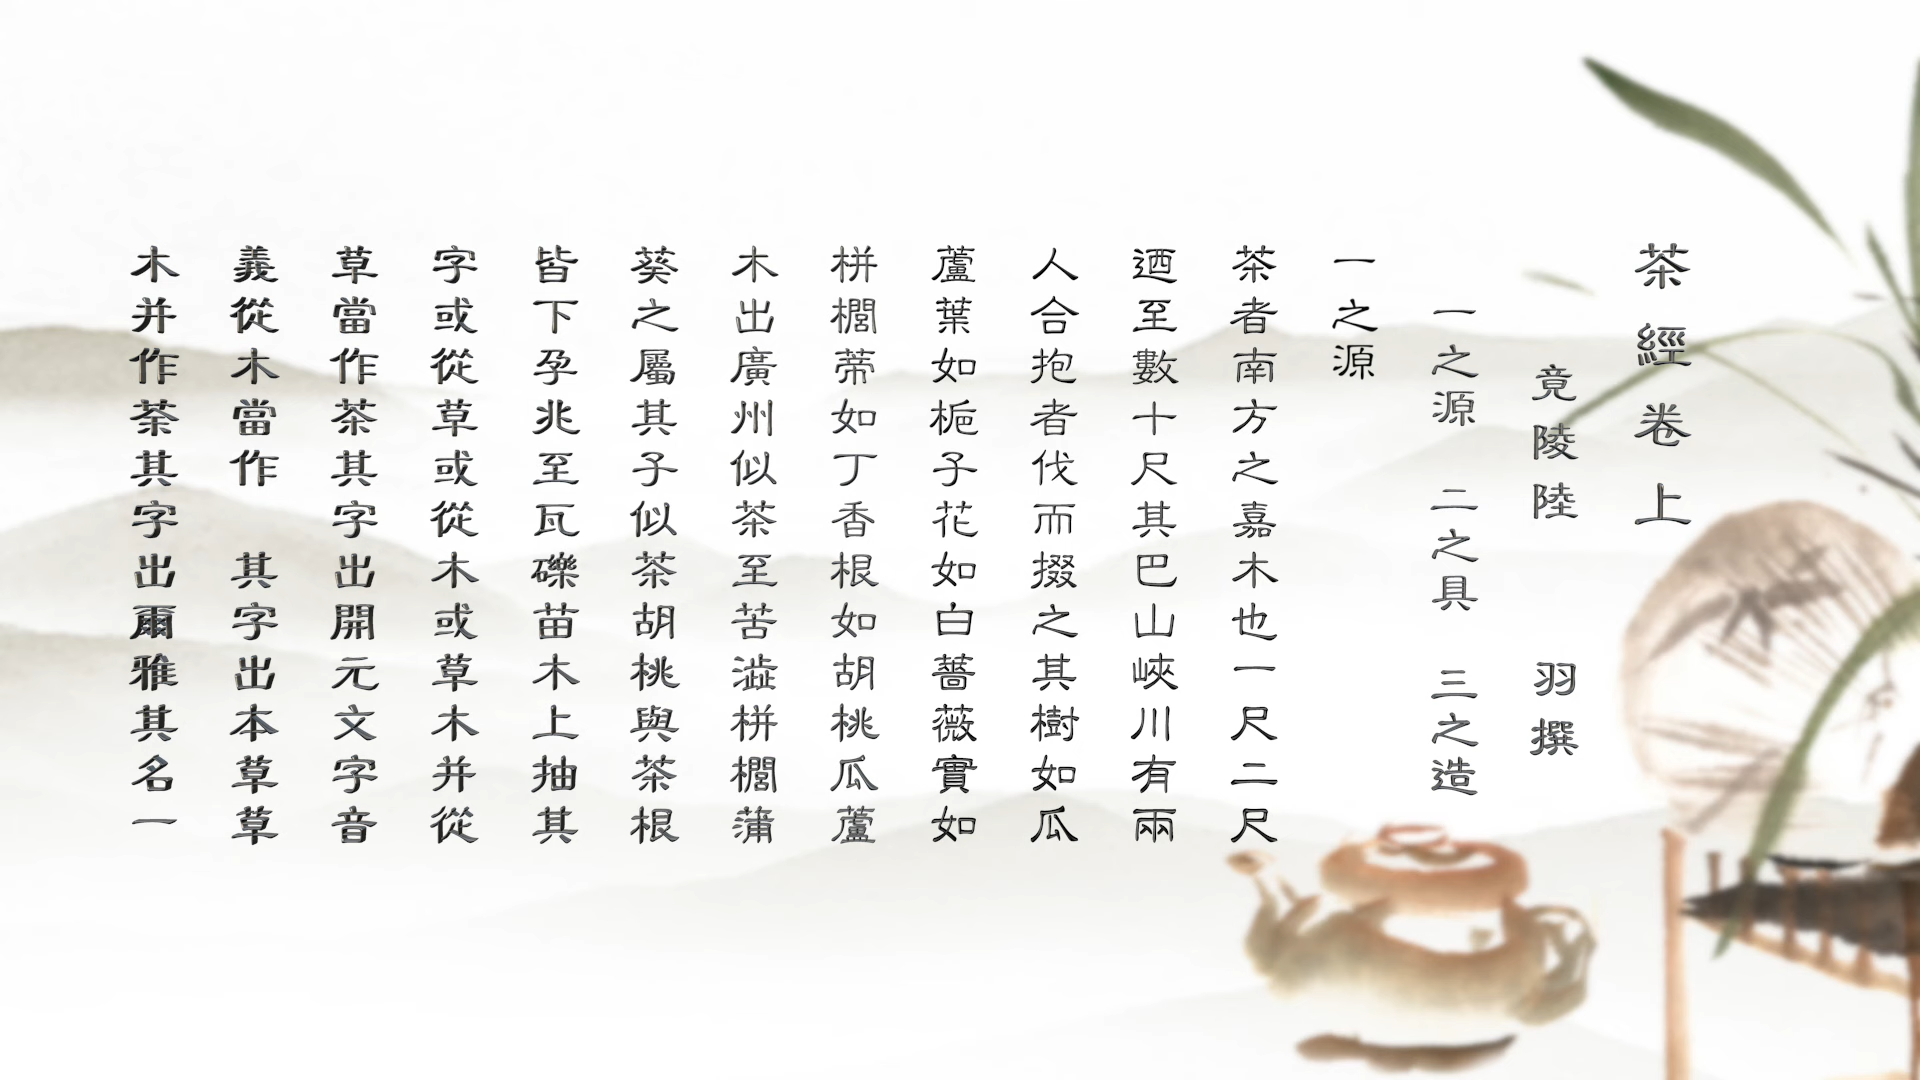 茶經卷上
竟陵陸 羽撰
一之源 二之具 三之造
一之源
茶者南方之嘉木也一尺二尺
迺至數十尺其巴山峽川有兩
人合抱者伐而掇之其樹如瓜
蘆葉如梔子花如白薔薇實如
栟櫚蒂如丁香根如胡桃瓜蘆
木出廣州似茶至苦澁栟櫚蒲
葵之屬其子似茶胡桃與茶根
皆下孕兆至瓦礫苗木上抽其
字或從草或從木或草木并從
草當作茶其字出開元文字音
義從木當作 其字出本草草
木并作荼其字出爾雅其名一